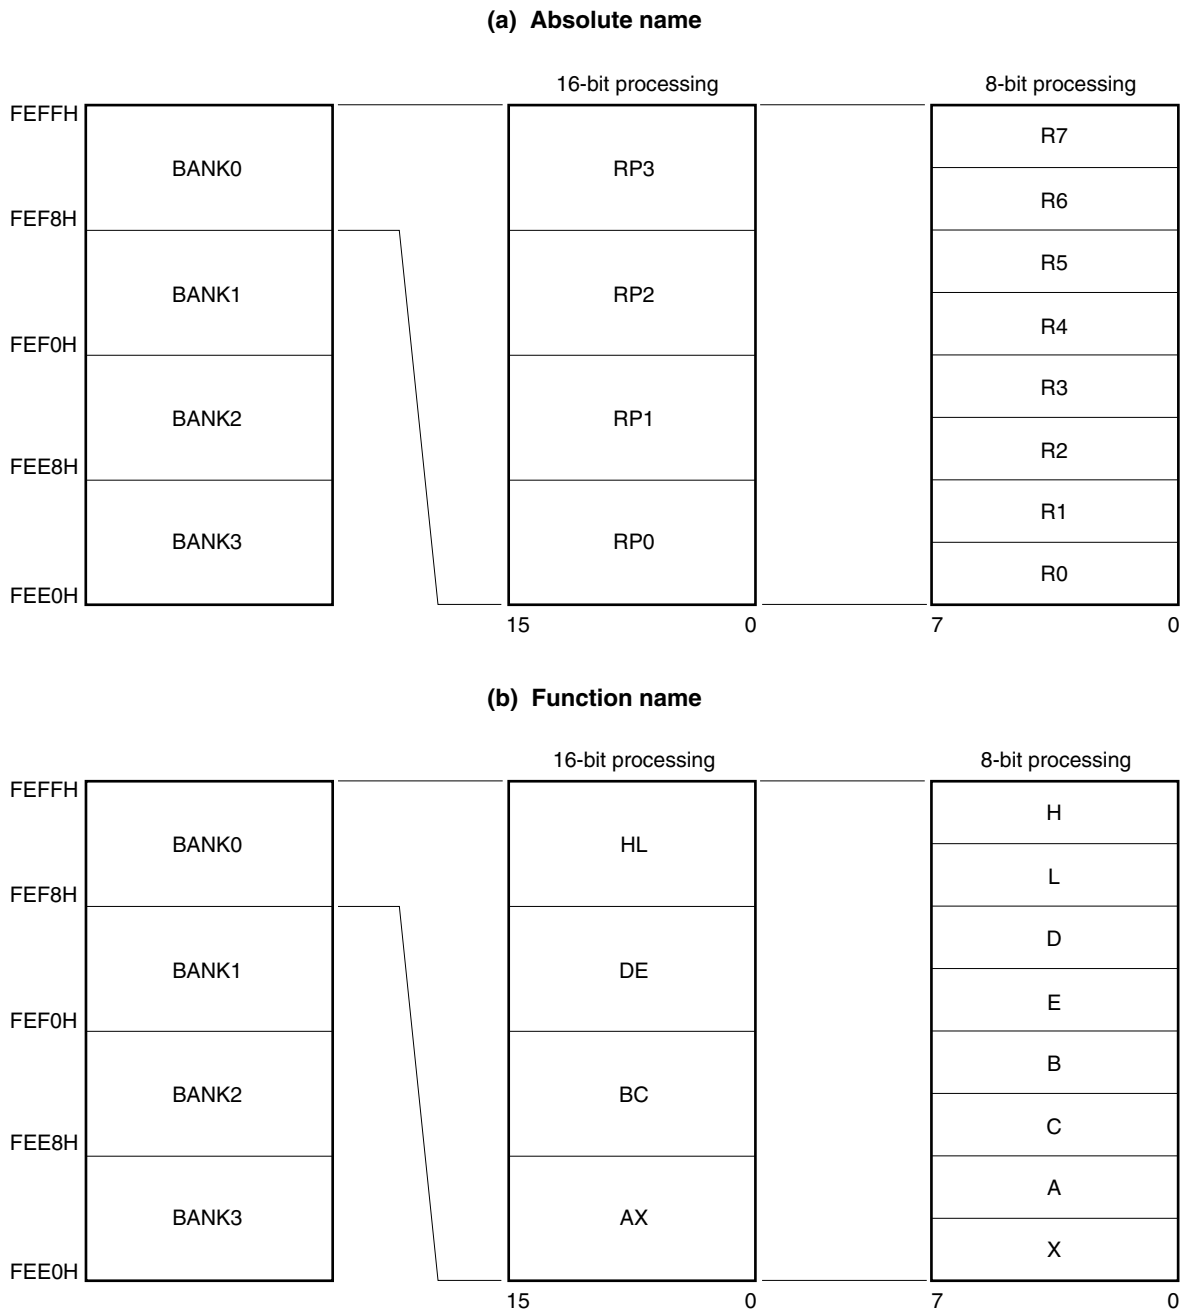 (a) Absolute name
16-bit processing 8-bit processing
FEFFH
BANK0 RP3 R7
R6
FEF8H
BANK1 RP2 R5
R4
FEF0H
BANK2 RP1 R3
R2
FEE8H
BANK3 RP0 R1
R0
FEE0H
15 0 7 0
(b) Function name
16-bit processing 8-bit processing
FEFFH
BANK0 HL H
L
FEF8H
BANK1 DE D
E
FEF0H
BANK2 BC B
C
FEE8H
BANK3 AX A
X
FEE0H
15 0 7 0